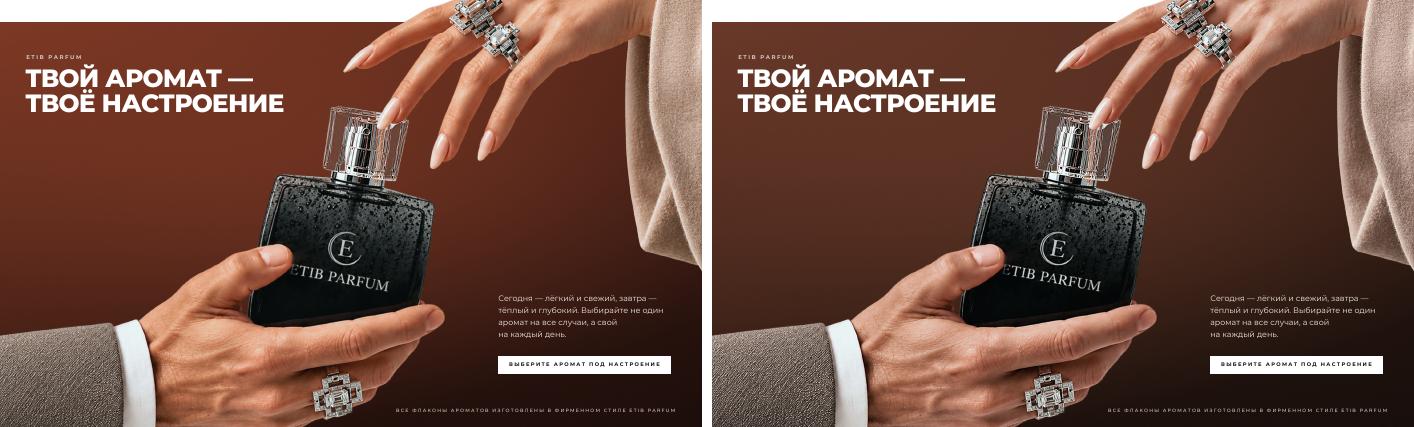 ETIB PARFUM
ТВОЙ АРОМАТ —
ТВОЁ НАСТРОЕНИЕ
E
ETIB PARFUM
Сегодня — лёгкий и свежий, завтра —
тёплый и глубокий. Выбирайте не один
аромат на все случаи, а свой
на каждый день.
ВЫБЕРИТЕ АРОМАТ ПОД НАСТРОЕНИЕ
ВСЕ ФЛАКОНЫ АРОМАТОВ ИЗГОТОВЛЕНЫ В ФИРМЕННОМ СТИЛЕ ETIB PARFUM
ETIB PARFUM
ТВОЙ АРОМАТ —
ТВОЁ НАСТРОЕНИЕ
E
ETIB PARFUM
Сегодня — лёгкий и свежий, завтра —
тёплый и глубокий. Выбирайте не один
аромат на все случаи, а свой
на каждый день.
ВЫБЕРИТЕ АРОМАТ ПОД НАСТРОЕНИЕ
ВСЕ ФЛАКОНЫ АРОМАТОВ ИЗГОТОВЛЕНЫ В ФИРМЕННОМ СТИЛЕ ETIB PARFUM